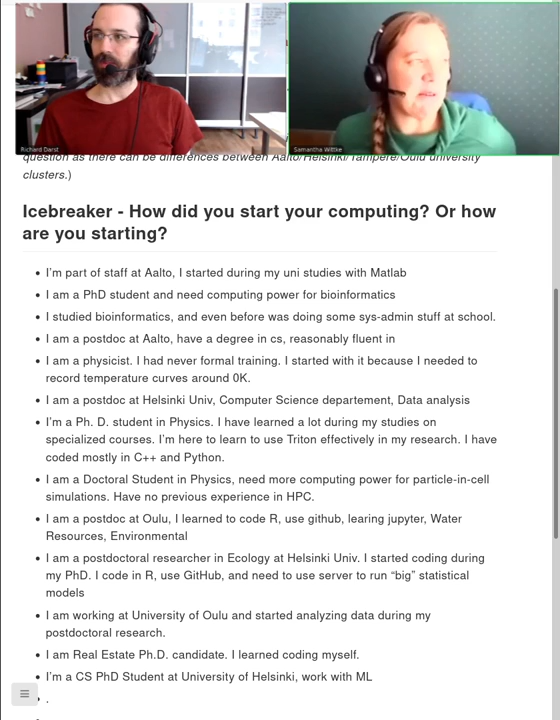 Richard Darst
Samantha Wittke
question as there can be differences between Aalto/Helsinki/Tampere/Oulu university
clusters.)
Icebreaker - How did you start your computing? Or how
are you starting?
• I’m part of staff at Aalto, I started during my uni studies with Matlab
• I am a PhD student and need computing power for bioinformatics
• I studied bioinformatics, and even before was doing some sys-admin stuff at school.
• I am a postdoc at Aalto, have a degree in cs, reasonably fluent in
• I am a physicist. I had never formal training. I started with it because I needed to
record temperature curves around 0K.
• I am a postdoc at Helsinki Univ, Computer Science departement, Data analysis
• I’m a Ph. D. student in Physics. I have learned a lot during my studies on
specialized courses. I’m here to learn to use Triton effectively in my research. I have
coded mostly in C++ and Python.
• I am a Doctoral Student in Physics, need more computing power for particle-in-cell
simulations. Have no previous experience in HPC.
• I am a postdoc at Oulu, I learned to code R, use github, learing jupyter, Water
Resources, Environmental
• I am a postdoctoral researcher in Ecology at Helsinki Univ. I started coding during
my PhD. I code in R, use GitHub, and need to use server to run “big” statistical
models
• I am working at University of Oulu and started analyzing data during my
postdoctoral research.
• I am Real Estate Ph.D. candidate. I learned coding myself.
• I’m a CS PhD Student at University of Helsinki, work with ML
• .